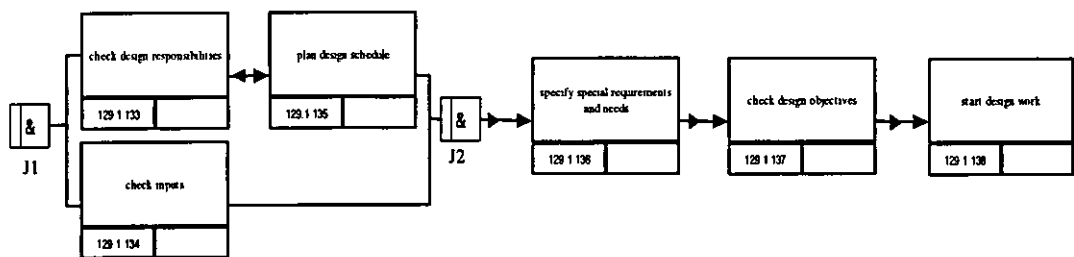 check design responsibilities
129 1 133
plan design schedule
129.1 135
J1
check inputs
129 1 134
J2
specify special requirements
and needs
129 1 136
check design objectives
129 1 137
start design work
129 1 138